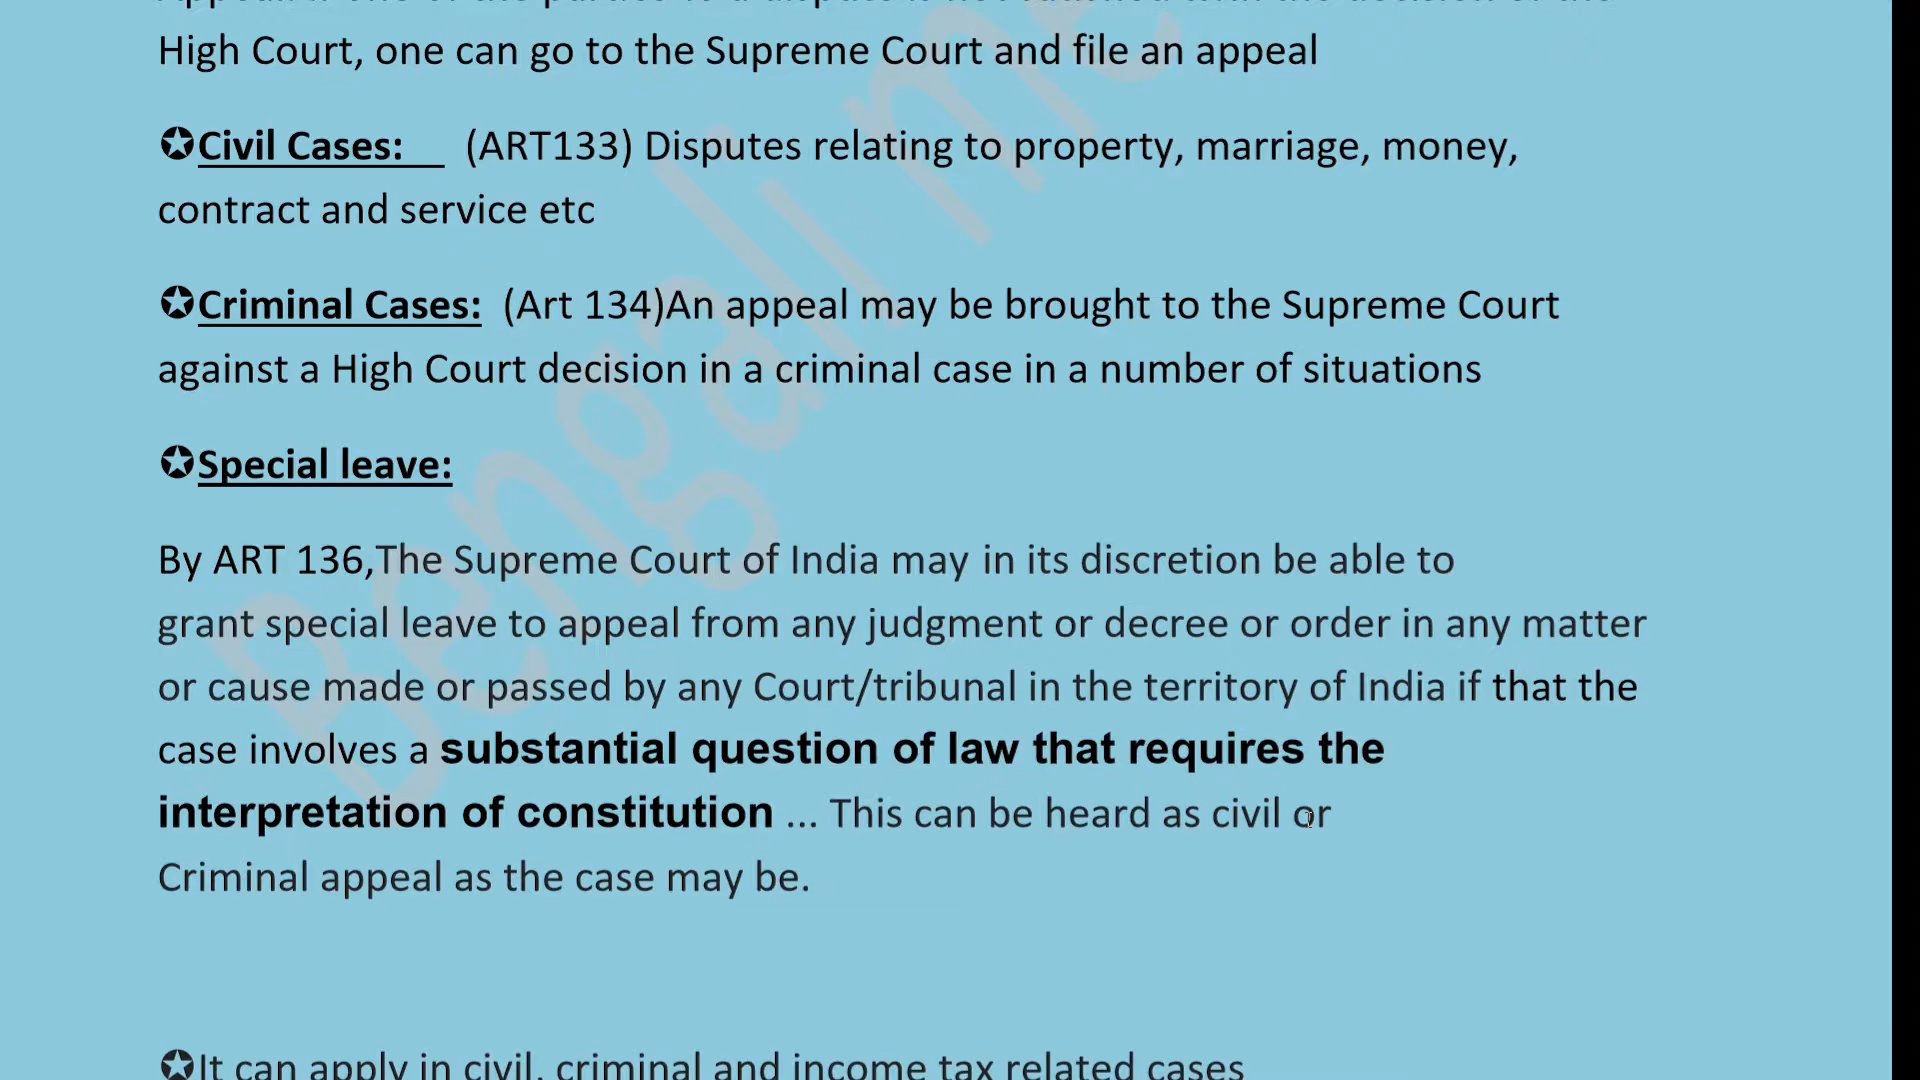 High Court, one can go to the Supreme Court and file an appeal
✪Civil Cases: (ART133) Disputes relating to property, marriage, money,
contract and service etc
✪Criminal Cases: (Art 134)An appeal may be brought to the Supreme Court
against a High Court decision in a criminal case in a number of situations
✪Special leave:
By ART 136,The Supreme Court of India may in its discretion be able to
grant special leave to appeal from any judgment or decree or order in any matter
or cause made or passed by any Court/tribunal in the territory of India if that the
case involves a substantial question of law that requires the
interpretation of constitution ... This can be heard as civil or
Criminal appeal as the case may be.
✪It can apply in civil, criminal and income tax related cases
Bengali me